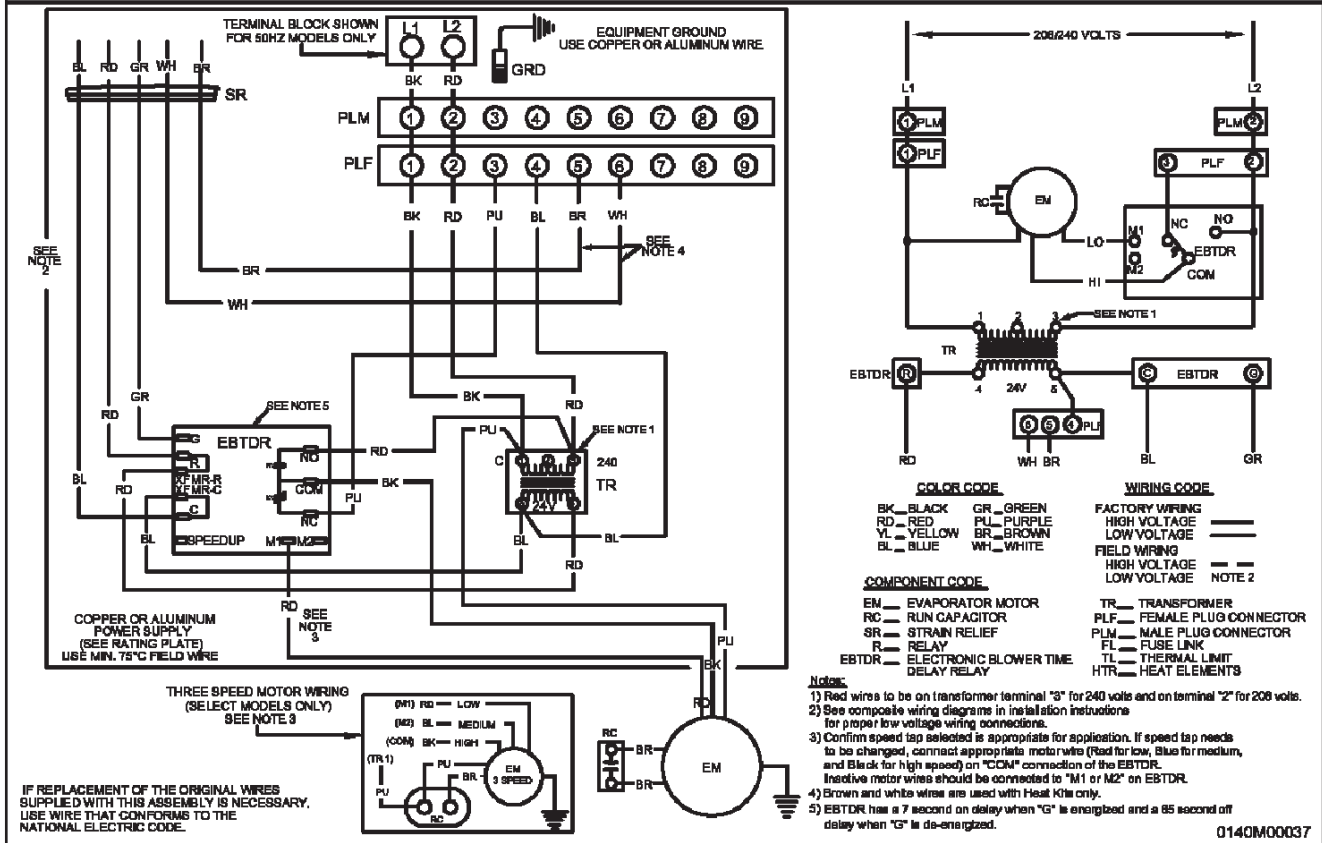 TERMINAL BLOCK SHOWN
FOR 50HZ MODELS ONLY
L1 L2
EQUIPMENT GROUND
USE COPPER OR ALUMINUM WIRE
GRD
BL RD GR WH BR
SR
BK RD
PLM 1 2 3 4 5 6 7 8 9
PLF 1 2 3 4 5 6 7 8 9
BK RD PU BL BR WH
SEE
NOTE 4
SEE
NOTE
2
BR
WH
BK
RD
GR
RD
SEE NOTE 5
PU
SEE NOTE 1
EBTDR
G
R
XFMR-R
XFMR-C
C
SPEEDUP
NO
COM
NC
M1 M2
RD
BK
PU
C
240
TR
24V
BL
RD
BL
BL
BL
RD
RD
SEE
NOTE
3
PU
BK
RD
COPPER OR ALUMINUM
POWER SUPPLY
(SEE RATING PLATE)
USE MIN. 75°C FIELD WIRE
THREE SPEED MOTOR WIRING
(SELECT MODELS ONLY)
SEE NOTE 3
(M1) RD LOW
(M2) BL MEDIUM
(COM) BK HIGH
(TR 1)
PU
PU
BR
EM
3 SPEED
RC
RC
BR
BR
EM
IF REPLACEMENT OF THE ORIGINAL WIRES
SUPPLIED WITH THIS ASSEMBLY IS NECESSARY,
USE WIRE THAT CONFORMS TO THE
NATIONAL ELECTRIC CODE.
208/240 VOLTS
L1 L2
1 PLM
PLM 2
1 PLF
3 PLF 2
RC
EM
M1
M2
NC
NO
EBTDR
COM
LO
HI
1 2 3
SEE NOTE 1
TR
4 24V 5
EBTDR R
C EBTDR G
6 5 4 PLF
RD
WH BR
BL
GR
COLOR CODE
BK BLACK GR GREEN
RD RED PU PURPLE
YL YELLOW BR BROWN
BL BLUE WH WHITE
WIRING CODE
FACTORY WIRING
HIGH VOLTAGE
LOW VOLTAGE
FIELD WIRING
HIGH VOLTAGE
LOW VOLTAGE NOTE 2
COMPONENT CODE
EM EVAPORATOR MOTOR
RC RUN CAPACITOR
SR STRAIN RELIEF
R RELAY
EBTDR ELECTRONIC BLOWER TIME
DELAY RELAY
TR TRANSFORMER
PLF FEMALE PLUG CONNECTOR
PLM MALE PLUG CONNECTOR
FL FUSE LINK
TL THERMAL LIMIT
HTR HEAT ELEMENTS
Notes:
1) Red wires to be on transformer terminal "3" for 240 volts and on terminal "2" for 208 volts.
2) See composite wiring diagrams in installation instructions
for proper low voltage wiring connections.
3) Confirm speed tap selected is appropriate for application. If speed tap needs
to be changed, connect appropriate motor wire (Red for low, Blue for medium,
and Black for high speed) on "COM" connection of the EBTDR.
Inactive motor wires should be connected to "M1 or M2" on EBTDR.
4) Brown and white wires are used with Heat Kits only.
5) EBTDR has a 7 second on delay when "G" is energized and a 65 second off
delay when "G" is de-energized.
0140M00037